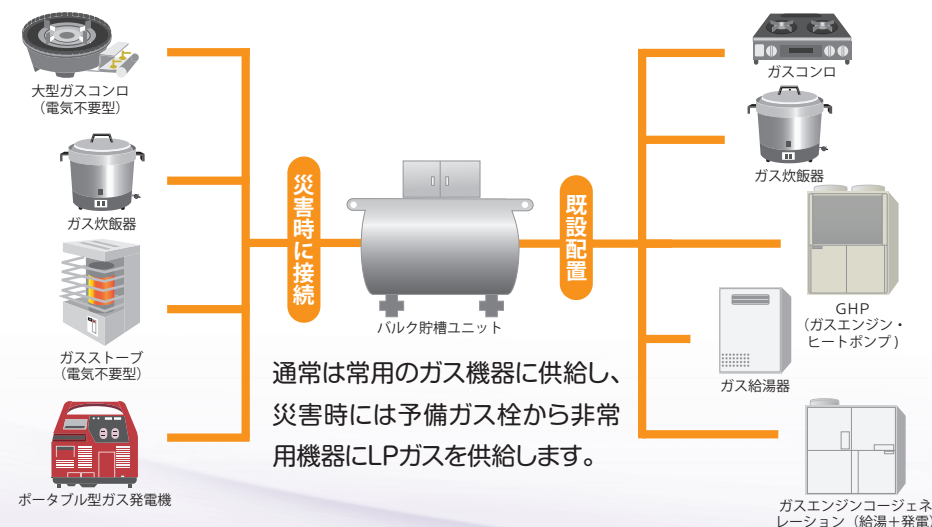 大型ガスコンロ
（電気不要型）
ガス炊飯器
ガスストーブ
（電気不要型）
ポータブル型ガス発電機
災害時に接続
バルク貯槽ユニット
既設配置
ガスコンロ
ガス炊飯器
GHP
（ガスエンジン・
ヒートポンプ）
ガス給湯器
ガスエンジンコージェネ
レーション（給湯＋発電）
通常は常用のガス機器に供給し、
災害時には予備ガス栓から非常
用機器にLPガスを供給します。